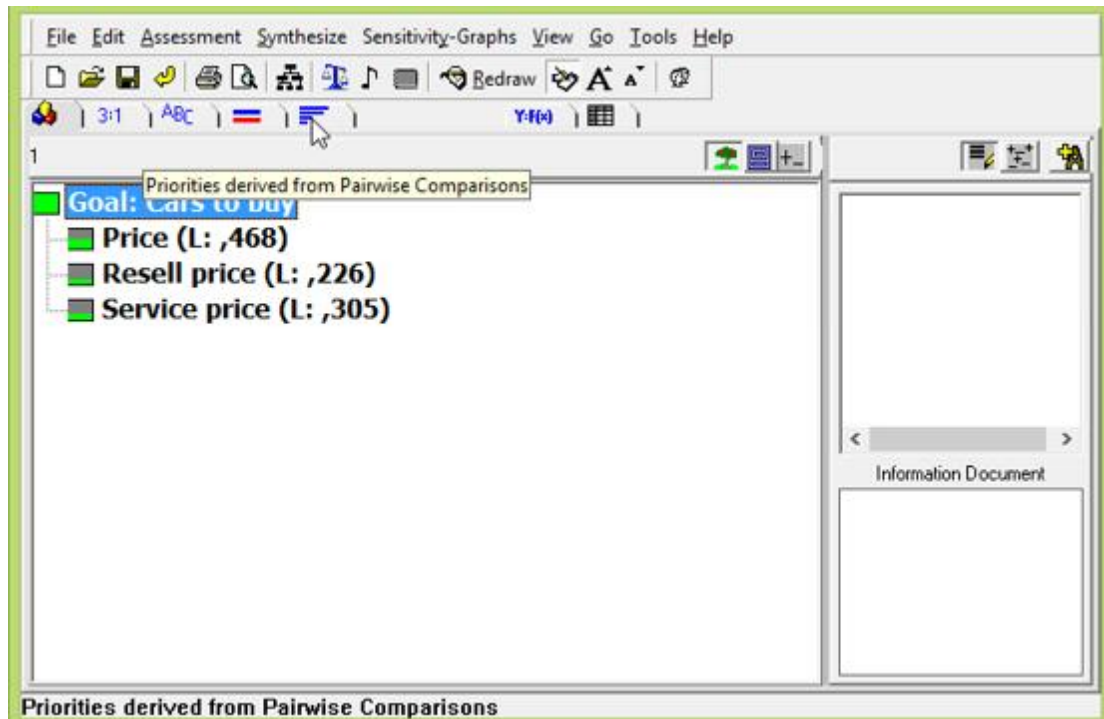 File Edit Assessment Synthesize Sensitivity-Graphs View Go Tools Help
Redraw A A
3:1 ABC Y=F(x)
1
Priorities derived from Pairwise Comparisons
Goal: Cars to buy
Price (L: ,468)
Resell price (L: ,226)
Service price (L: ,305)
Information Document
Priorities derived from Pairwise Comparisons